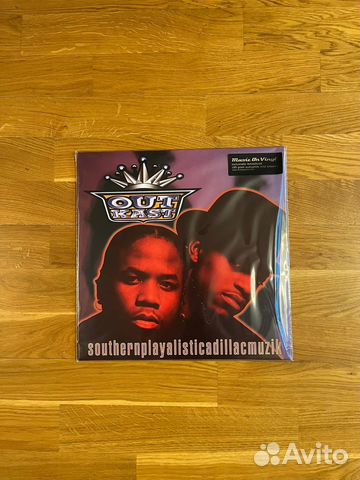 Music On Vinyl
OUT
KAST
southernplayalisticadillacmuzik
Avito